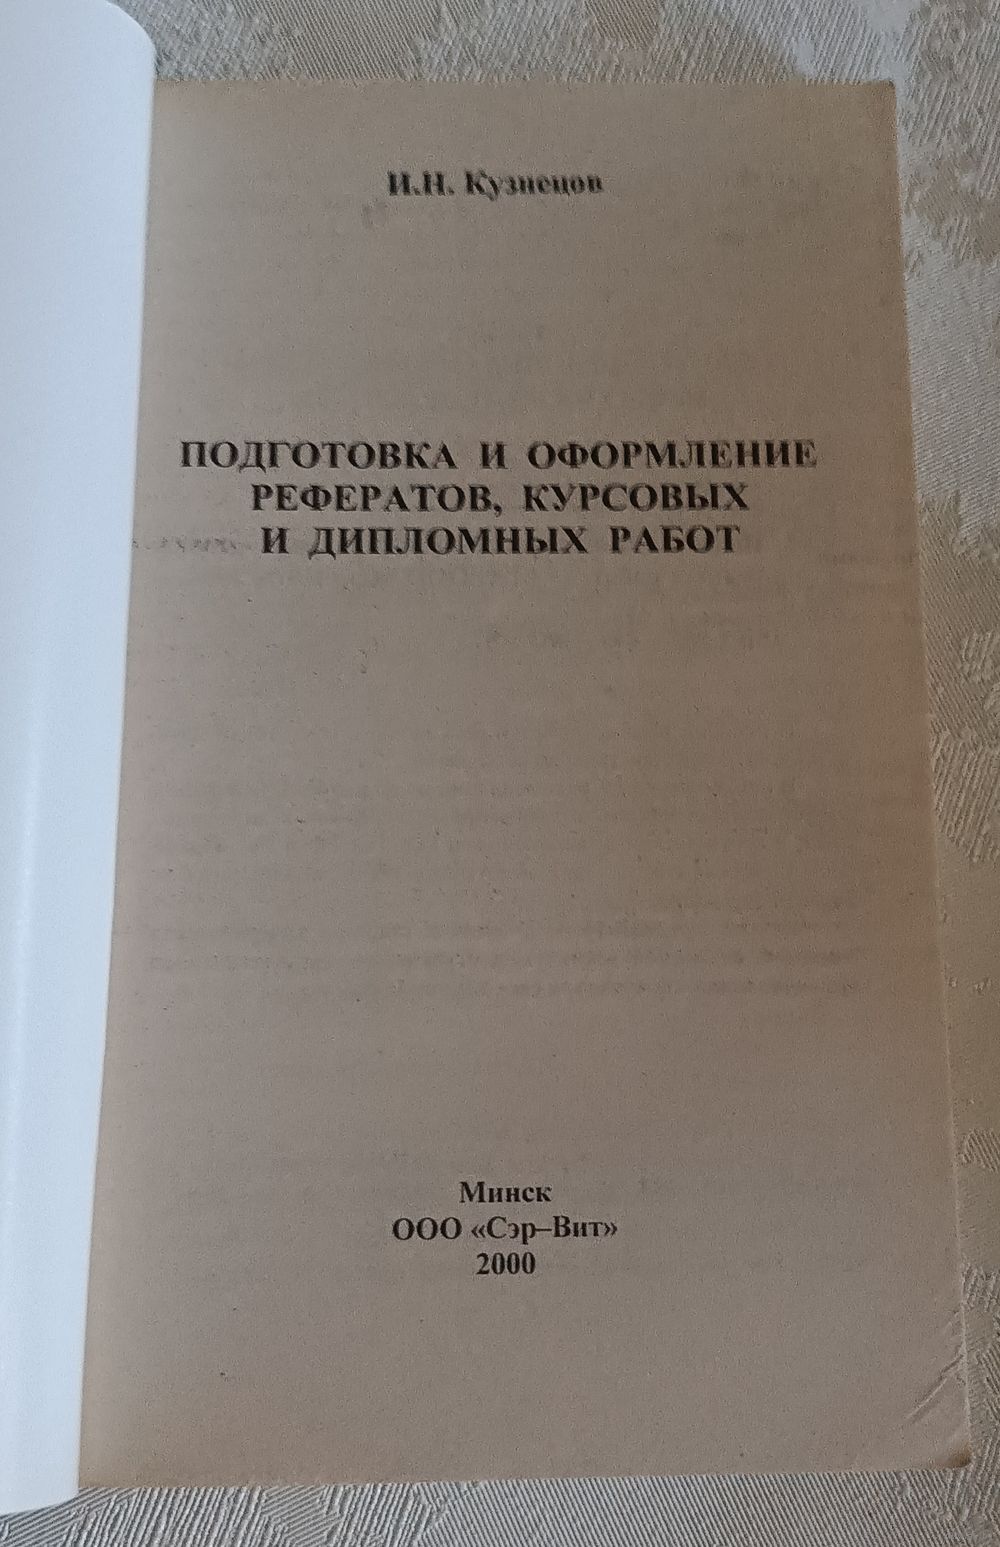 И.Н. Кузнецов
ПОДГОТОВКА И ОФОРМЛЕНИЕ
РЕФЕРАТОВ, КУРСОВЫХ
И ДИПЛОМНЫХ РАБОТ
Минск
ООО «Сэр–Вит»
2000